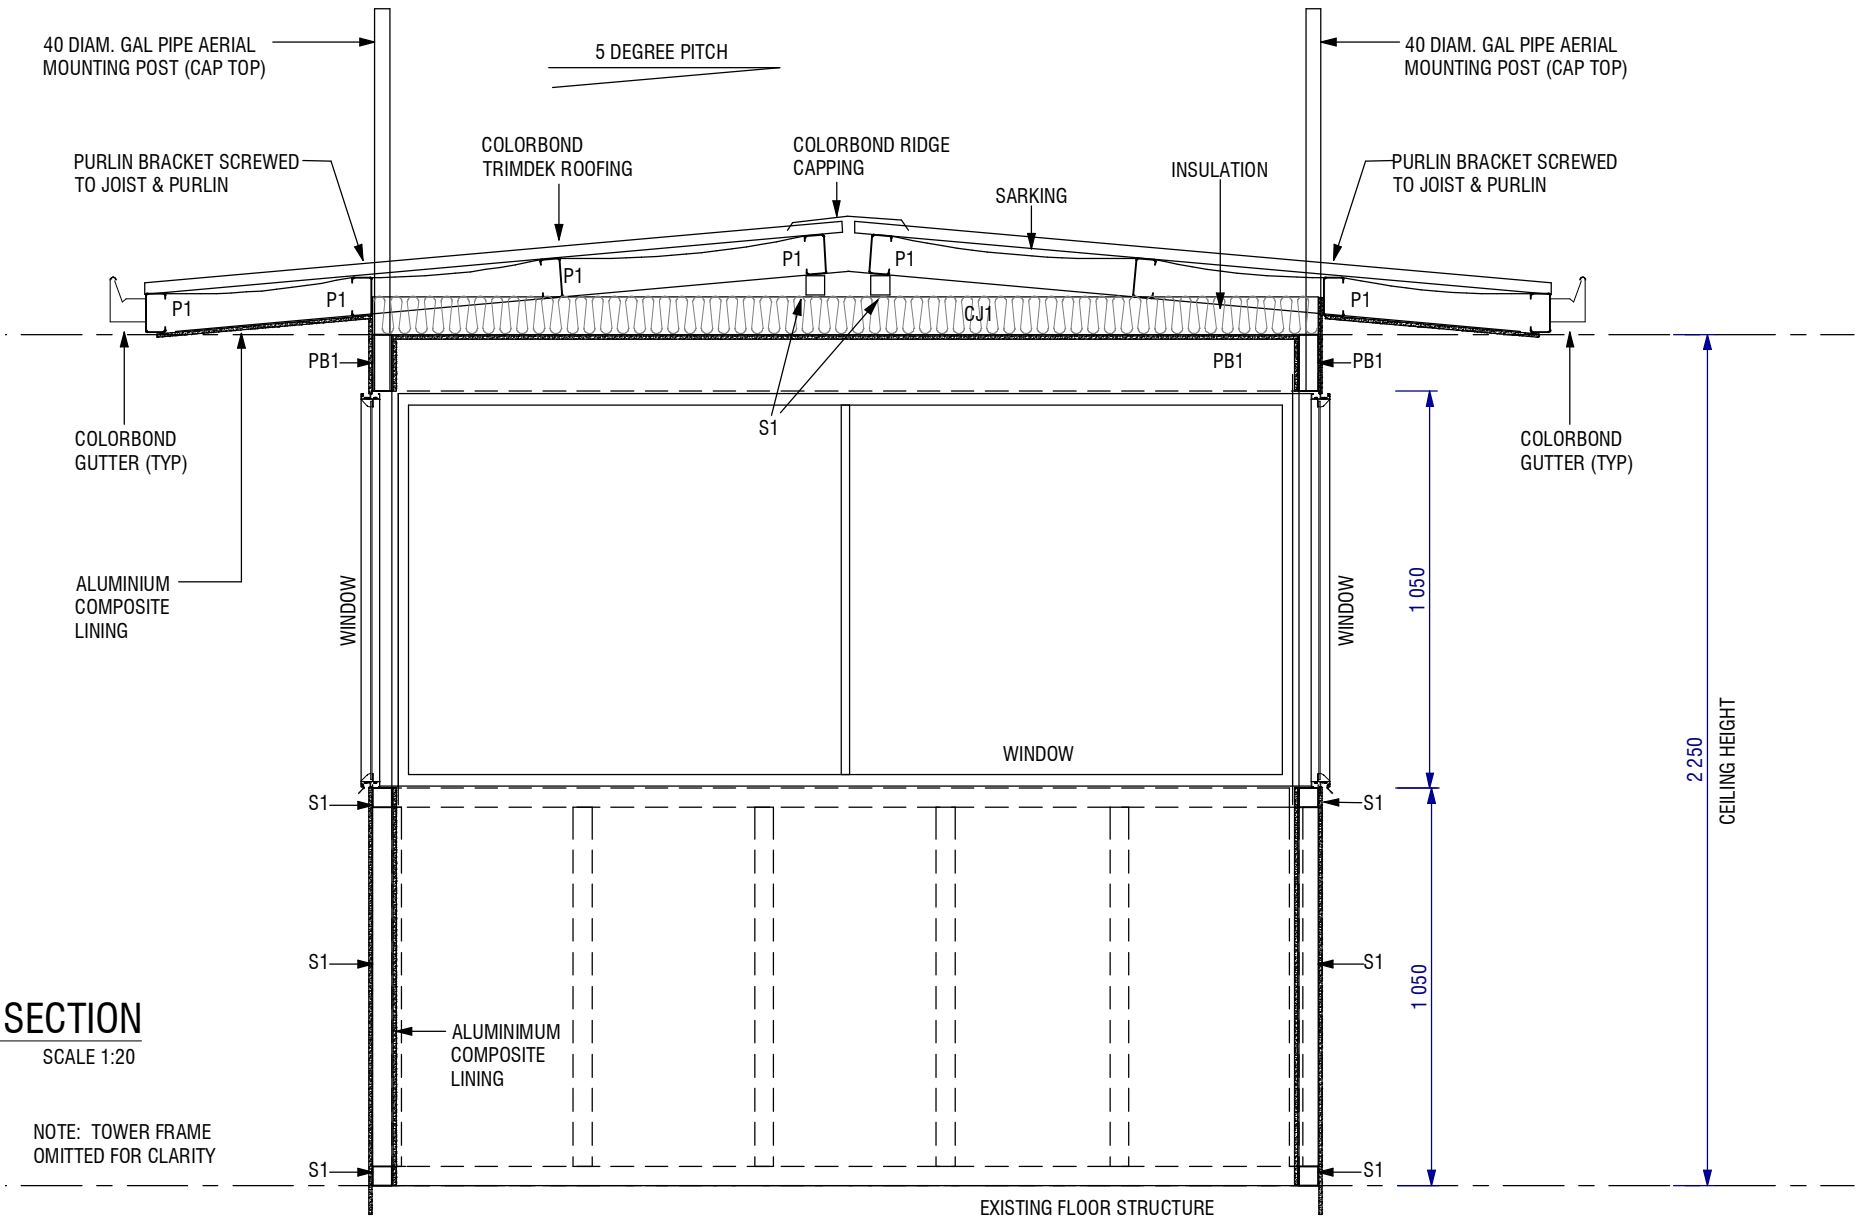 40 DIAM. GAL PIPE AERIAL
MOUNTING POST (CAP TOP)
5 DEGREE PITCH
40 DIAM. GAL PIPE AERIAL
MOUNTING POST (CAP TOP)
PURLIN BRACKET SCREWED
TO JOIST & PURLIN
COLORBOND
TRIMDEK ROOFING
COLORBOND RIDGE
CAPPING
SARKING
INSULATION
PURLIN BRACKET SCREWED
TO JOIST & PURLIN
P1
P1
P1
P1
P1
P1
CJ1
PB1
PB1
PB1
S1
COLORBOND
GUTTER (TYP)
COLORBOND
GUTTER (TYP)
ALUMINIUM
COMPOSITE
LINING
WINDOW
WINDOW
WINDOW
1 050
2 250
CEILING HEIGHT
S1
S1
S1
S1
1 050
SECTION
SCALE 1:20
ALUMINIMUM
COMPOSITE
LINING
NOTE: TOWER FRAME
OMITTED FOR CLARITY
S1
S1
EXISTING FLOOR STRUCTURE